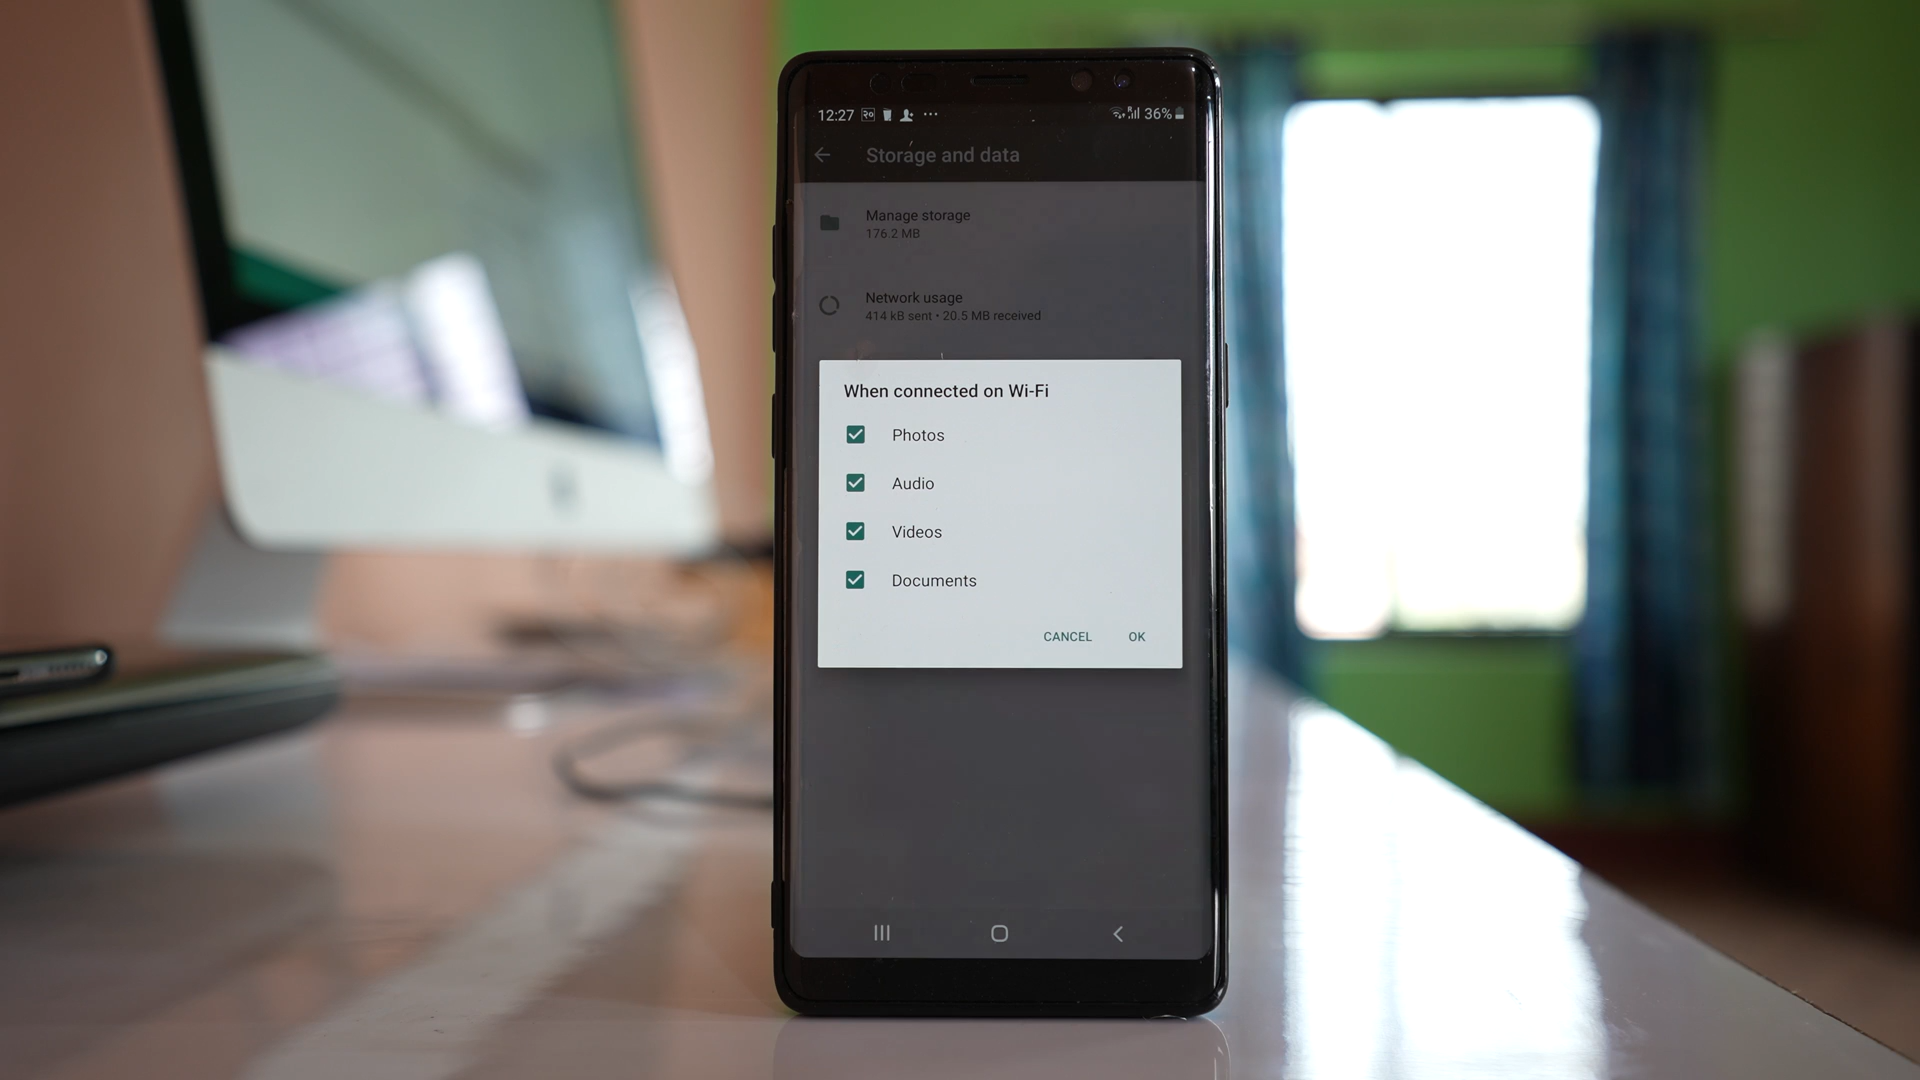 12:27 २० 36%
Storage and data
Manage storage
176.2 MB
Network usage
414 kB sent • 20.5 MB received
When connected on Wi-Fi
Photos
Audio
Videos
Documents
CANCEL OK